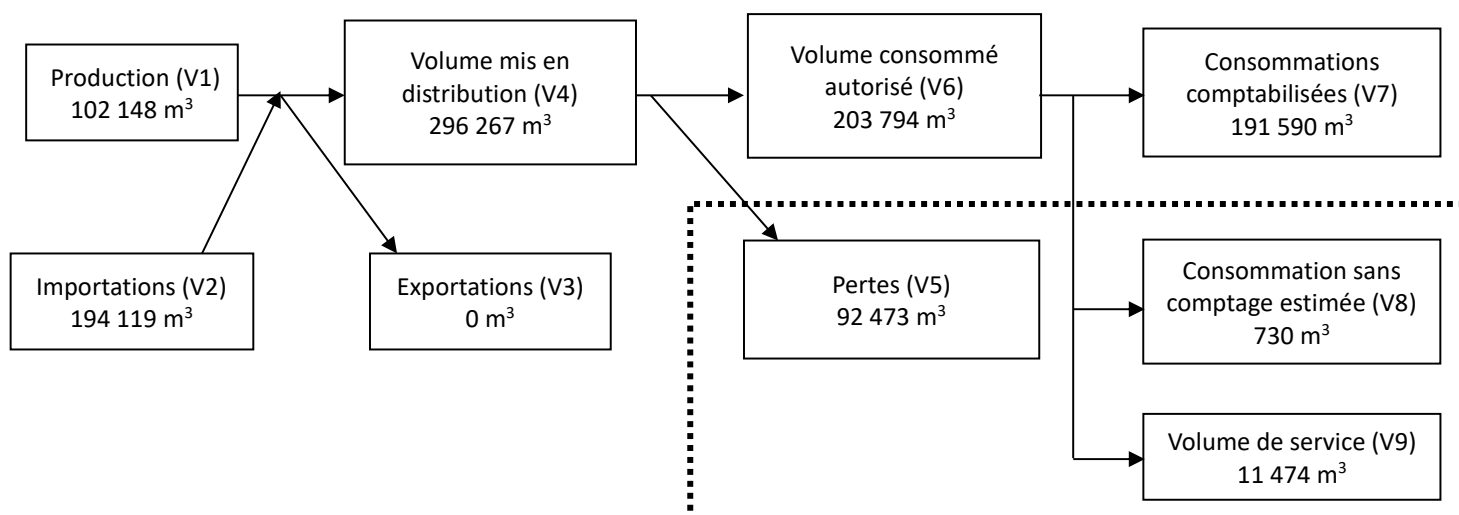 Production (V1)
102 148 m³
Volume mis en
distribution (V4)
296 267 m³
Volume consommé
autorisé (V6)
203 794 m³
Consommations
comptabilisées (V7)
191 590 m³
Importations (V2)
194 119 m³
Exportations (V3)
0 m³
Pertes (V5)
92 473 m³
Consommation sans
comptage estimée (V8)
730 m³
Volume de service (V9)
11 474 m³